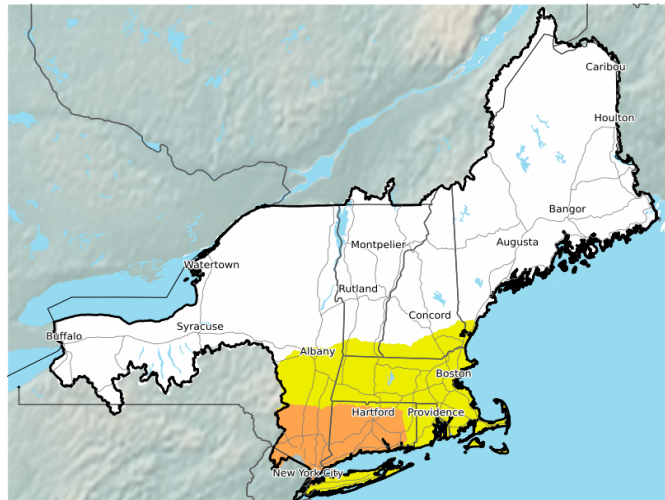 Caribou
Houlton
Bangor
Augusta
Montpelier
Watertown
Rutland
Concord
Syracuse
Buffalo
Albany
Boston
Hartford
Providence
New York City